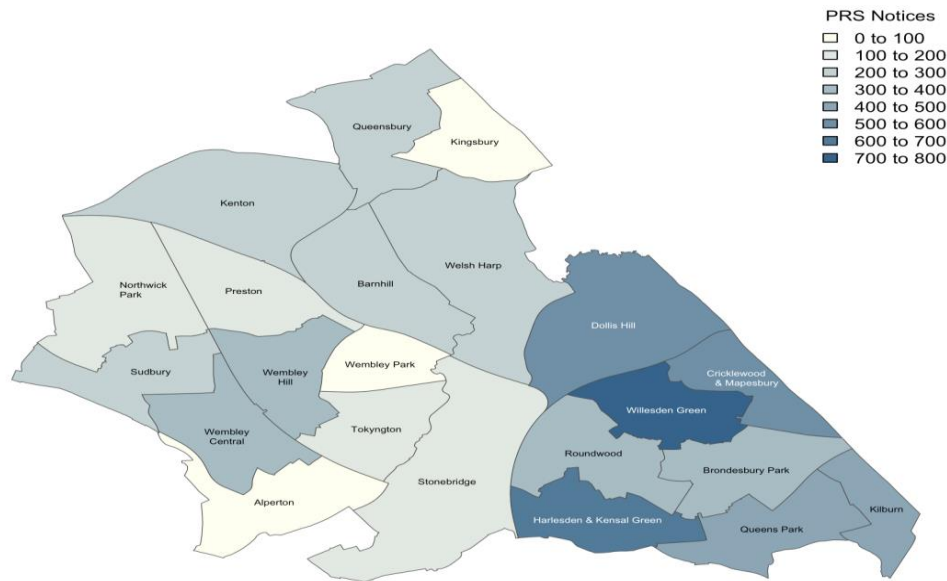 PRS Notices
0 to 100
100 to 200
200 to 300
300 to 400
400 to 500
500 to 600
600 to 700
700 to 800
Queensbury
Kingsbury
Kenton
Welsh Harp
Barnhill
Northwick
Park
Preston
Dollis Hill
Wembley Park
Sudbury
Wembley
Hill
Cricklewood
& Mapesbury
Willesden Green
Wembley
Central
Tokyngton
Roundwood
Brondesbury Park
Stonebridge
Alperton
Kilburn
Harlesden & Kensal Green
Queens Park